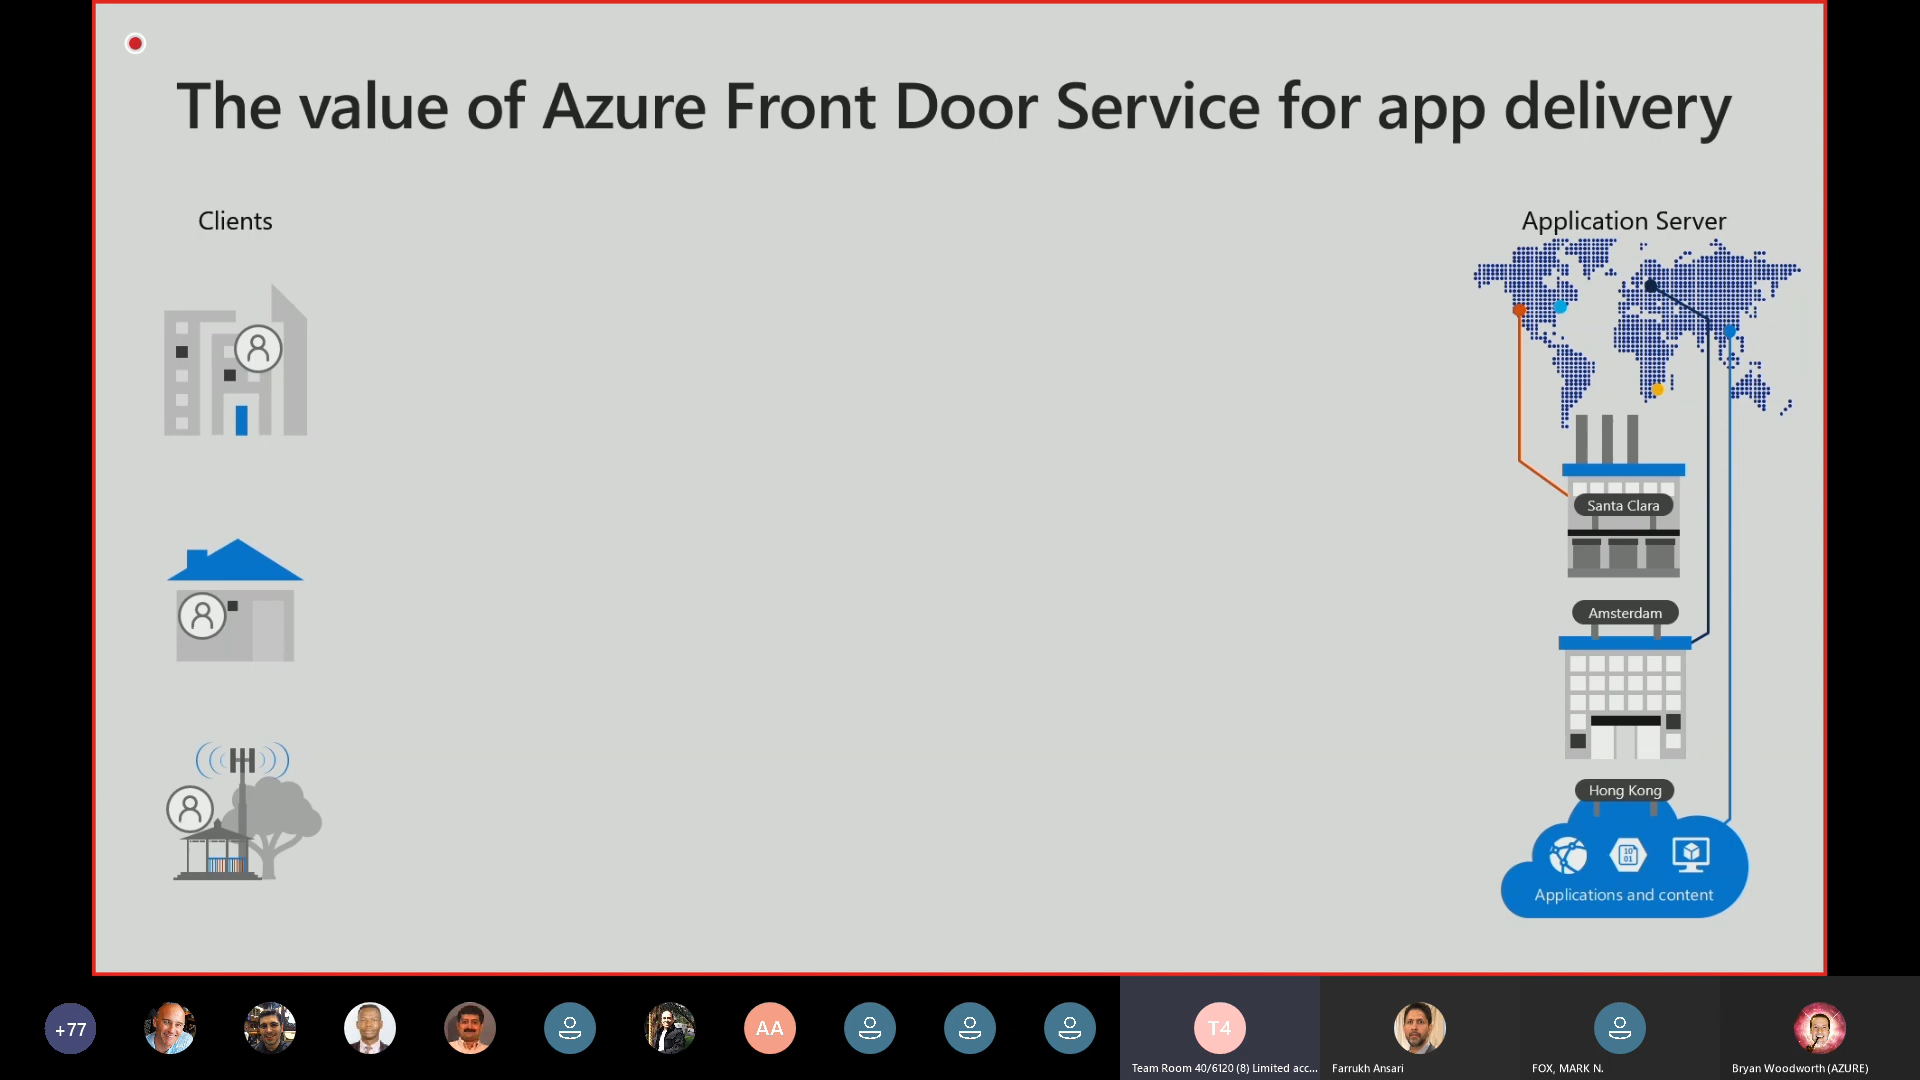 The value of Azure Front Door Service for app delivery
Clients
Application Server
Santa Clara
Amsterdam
Hong Kong
10
01
Applications and content
+77
AA
T4
Team Room 40/6120 (8) Limited acc...
Farrukh Ansari
FOX, MARK N.
Bryan Woodworth (AZURE)